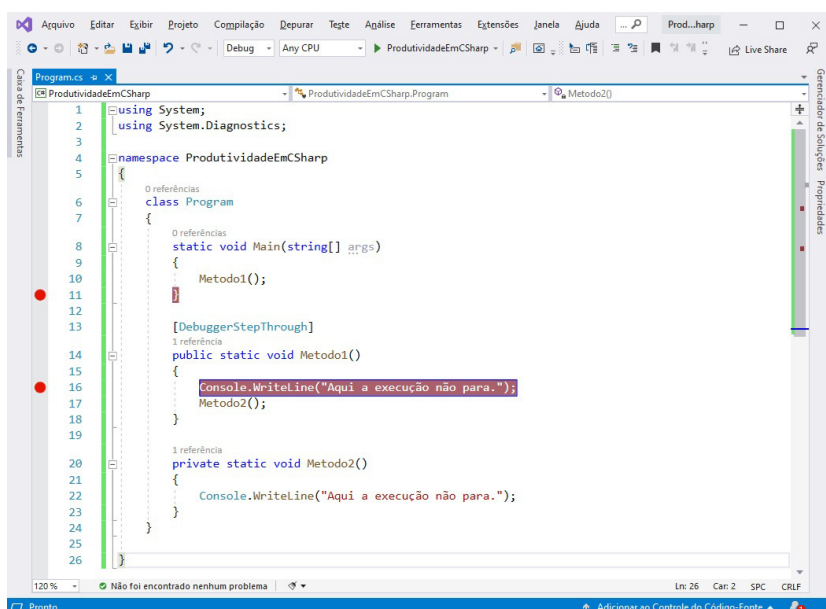 Arquivo Editar Exibir Projeto Compilação Depurar Teste Análise Ferramentas Extensões Janela Ajuda ... Prod...harp
Debug Any CPU ProdutividadeEmCSharp Live Share
Caixa de Ferramentas
Program.cs
ProdutividadeEmCSharp ProdutividadeEmCSharp.Program Metodo2()
1 using System;
2 using System.Diagnostics;
3
4 namespace ProdutividadeEmCSharp
5 {
0 referências
6 class Program
7 {
0 referências
8 static void Main(string[] args)
9 {
10 Metodo1();
11 }
12
13 [DebuggerStepThrough]
1 referência
14 public static void Metodo1()
15 {
16 Console.WriteLine("Aqui a execução não para.");
17 Metodo2();
18 }
19
1 referência
20 private static void Metodo2()
21 {
22 Console.WriteLine("Aqui a execução não para.");
23 }
24 }
25
26 }
Gerenciador de Soluções
Propriedades
120 % Não foi encontrado nenhum problema Ln: 26 Car: 2 SPC CRLF
Pronto Adicionar ao Controle do Código-Fonte